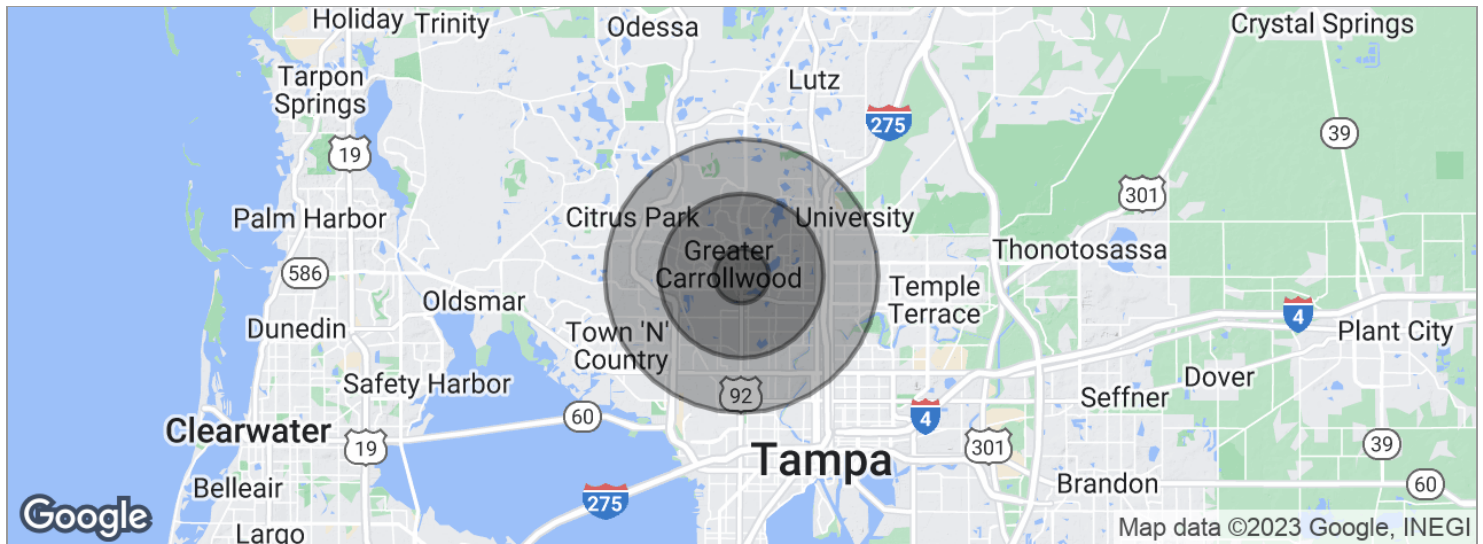 Holiday
Trinity
Odessa
Crystal Springs
Tarpon
Springs
Lutz
275
39
19
301
Palm Harbor
Citrus Park
University
Greater
Carrollwood
Thonotosassa
586
Oldsmar
Temple
Terrace
4
Dunedin
Town 'N'
Country
Plant City
Safety Harbor
92
Dover
Seffner
60
4
Clearwater
19
301
39
Tampa
Belleair
275
Brandon
60
Google
Largo
Map data ©2023 Google, INEGI